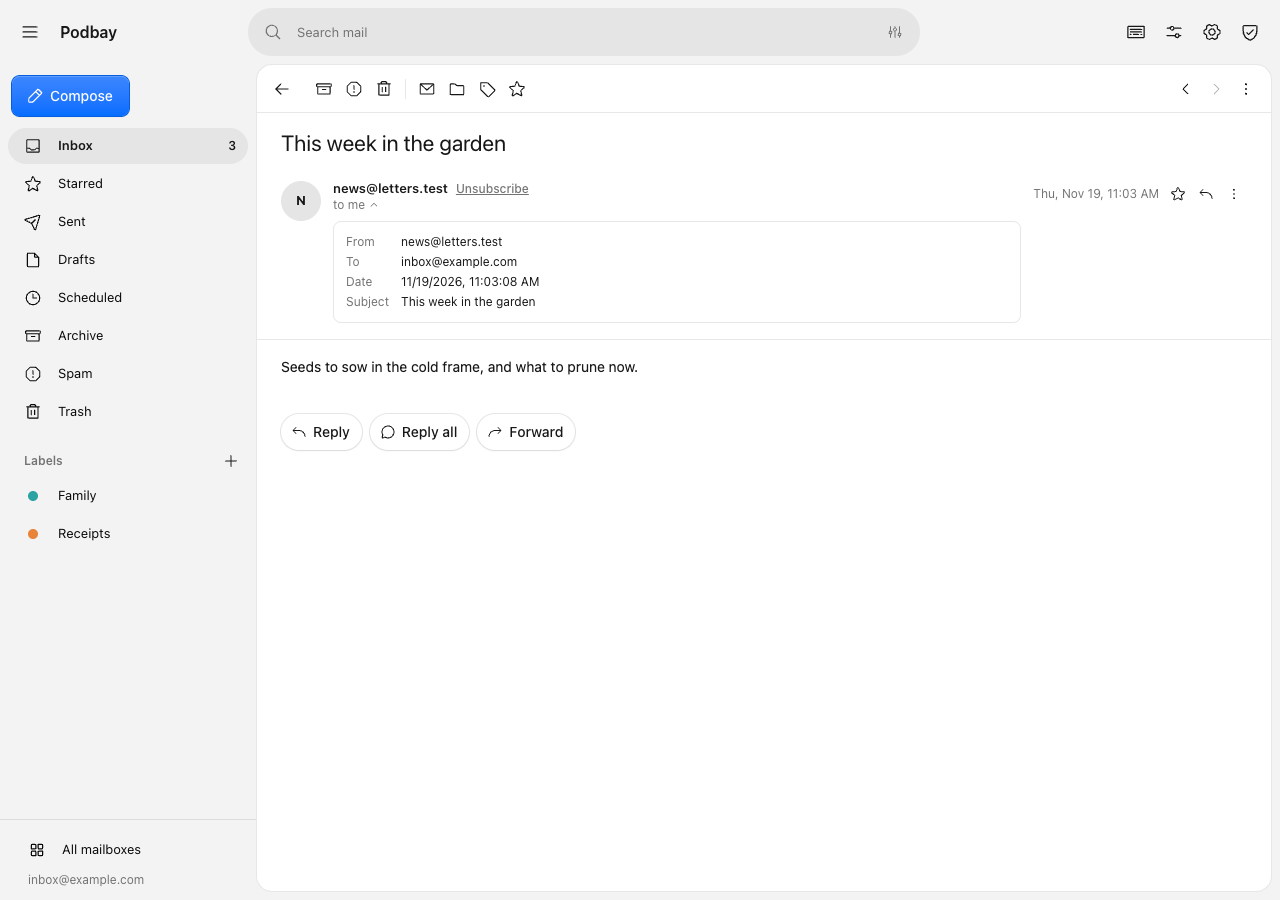 Podbay
Search mail
Compose
Inbox 3
Starred
Sent
Drafts
Scheduled
Archive
Spam
Trash
Labels
Family
Receipts
All mailboxes
inbox@example.com
This week in the garden
N
news@letters.test Unsubscribe
to me
Thu, Nov 19, 11:03 AM
From news@letters.test
To inbox@example.com
Date 11/19/2026, 11:03:08 AM
Subject This week in the garden
Seeds to sow in the cold frame, and what to prune now.
Reply Reply all Forward